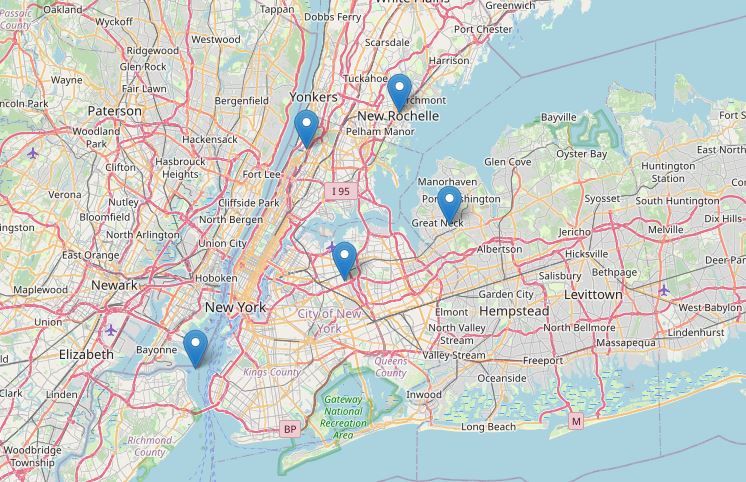 Passaic
County
Oakland
Wyckoff
Tappan
Dobbs Ferry
White Plains
Greenwich
Port Chester
Westwood
Scarsdale
Harrison
Ridgewood
Glen Rock
Wayne
Fair Lawn
Tuckahoe
Yonkers
New Rochelle
Pelham Manor
Lincoln Park
Paterson
Bergenfield
Woodland
Park
Hackensack
Clifton
Hasbrouck
Heights
Fort Lee
Bayville
Oyster Bay
Glen Cove
Huntington
Station
East North
Manorhaven
Great Neck
I 95
Verona
Nutley
Cliffside Park
Bloomfield
North Bergen
North Arlington
Union City
Syosset
South Huntington
Dix Hills
Jericho
Melville
Albertson
Hicksville
East Orange
Hoboken
Maplewood
Newark
New York
City of New
York
Salisbury
Bethpage
Deer Park
Garden City
Levittown
Hempstead
West Babylon
Union
Elizabeth
Bayonne
Elmont
North Valley
Stream
North Bellmore
Lindenhurst
Massapequa
Valley Stream
Freeport
Kings County
Queens
County
Oceanside
Clark
Linden
Inwood
Gateway
National
Recreation
Area
BP
Long Beach
M
Richmond
County
Woodbridge
Township